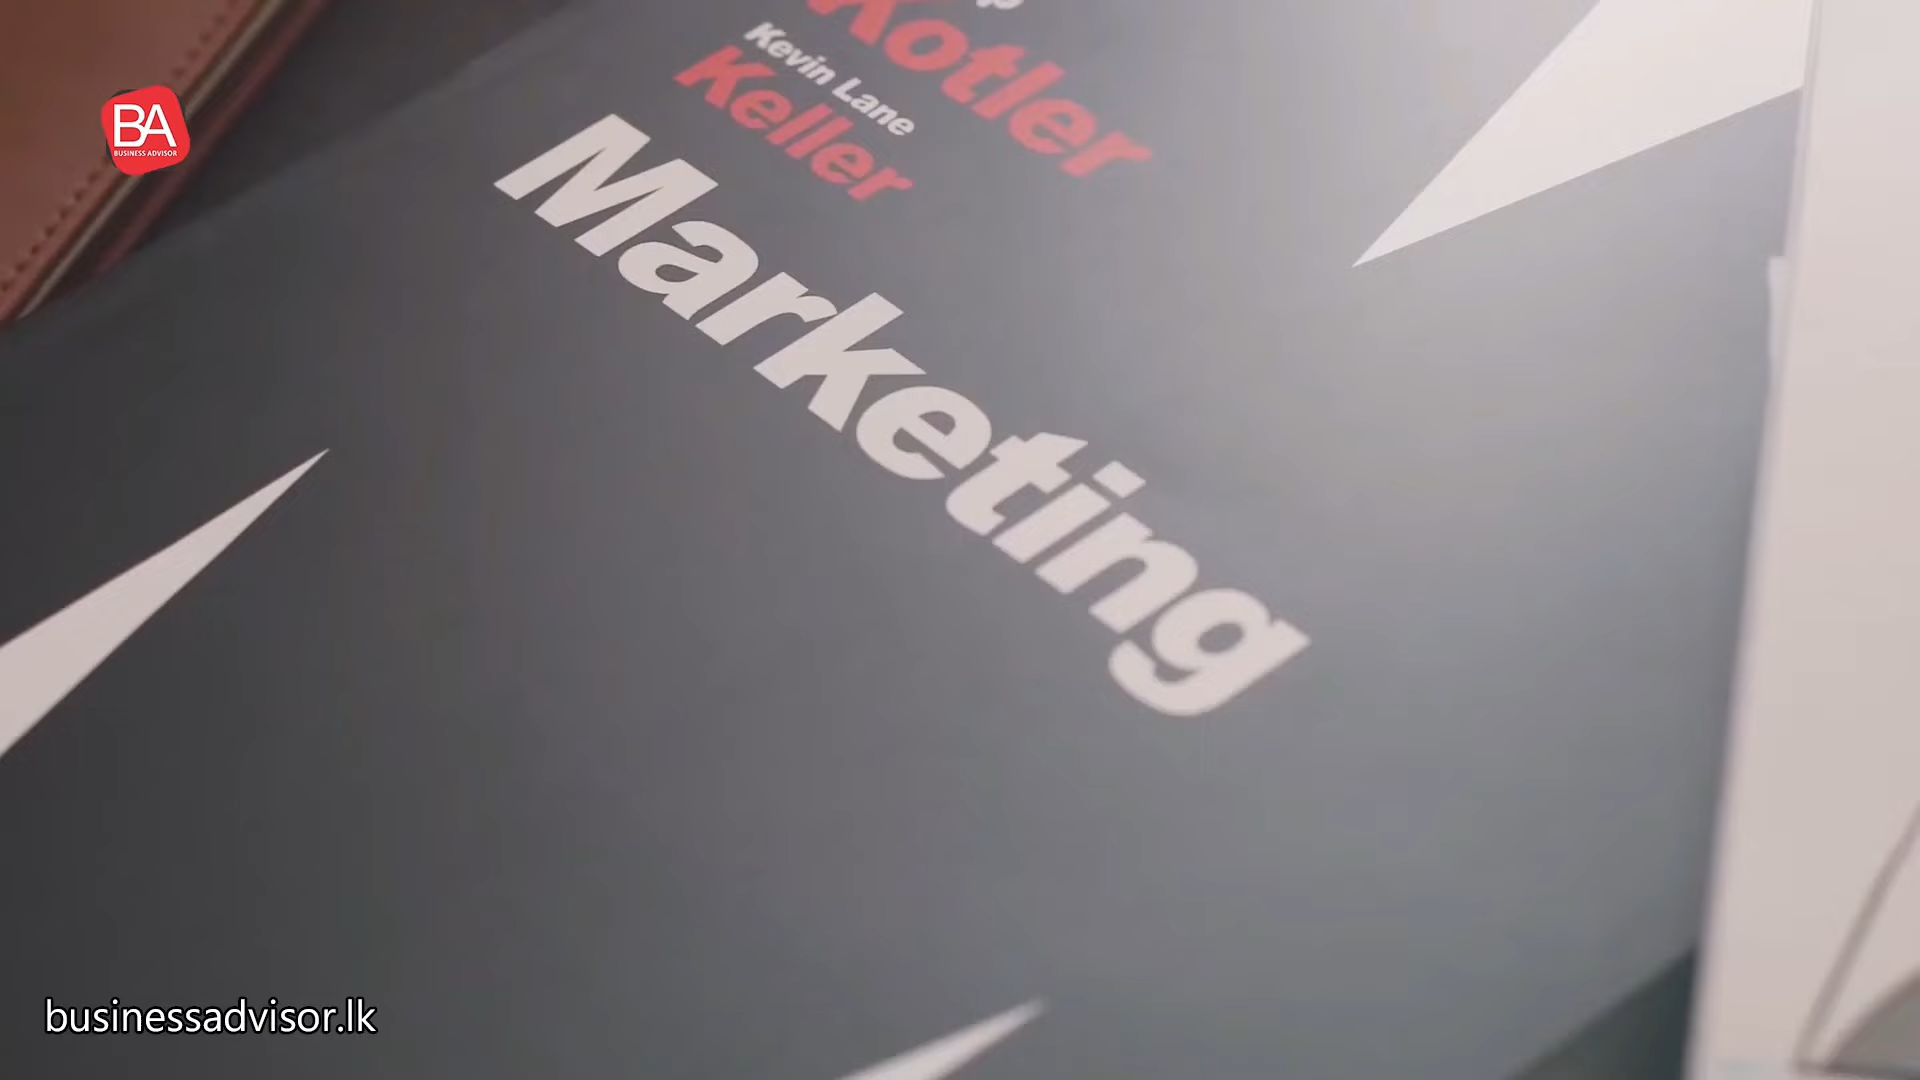 Kotler
Kevin Lane
Keller
Marketing
BA
BUSINESS ADVISOR
businessadvisor.lk